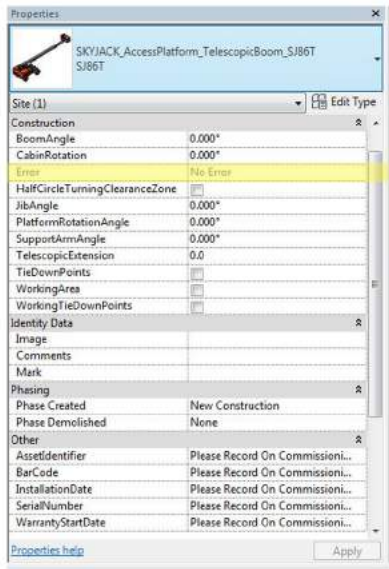 Properties
SKYJACK_AccessPlatform_TelescopicBoom_SJ86T
SJ86T
Site (1) Edit Type
Construction
BoomAngle 0.000°
CabinRotation 0.000°
Error No Error
HalfCircleTurningClearanceZone
JibAngle 0.000°
PlatformRotationAngle 0.000°
SupportArmAngle 0.000°
TelescopicExtension 0.0
TieDownPoints
WorkingArea
WorkingTieDownPoints
Identity Data
Image
Comments
Mark
Phasing
Phase Created New Construction
Phase Demolished None
Other
AssetIdentifier Please Record On Commissioni...
BarCode Please Record On Commissioni...
InstallationDate Please Record On Commissioni...
SerialNumber Please Record On Commissioni...
WarrantyStartDate Please Record On Commissioni...
Properties help Apply